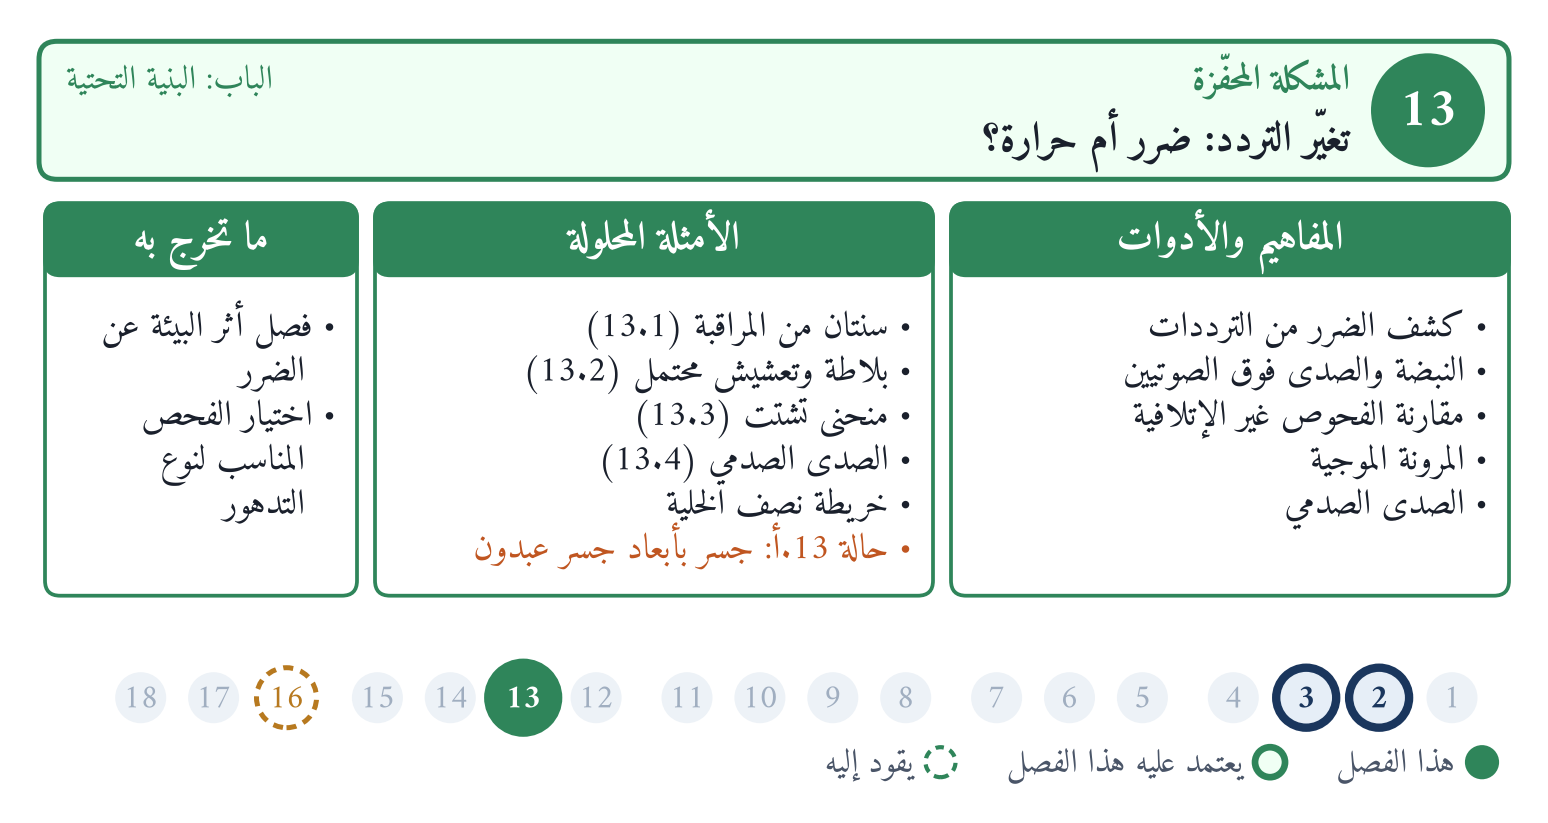 13
المشكلة المحفّزة
الباب: البنية التحتية
تغيّر التردد: ضرر أم حرارة؟
المفاهيم والأدوات
• كشف الضرر من الترددات
• النبضة والصدى فوق الصوتيين
• مقارنة الفحوص غير الإتلافية
• المرونة الموجية
• الصدى الصدمي
الأمثلة المحلولة
• سنتان من المراقبة (13.1)
• بلاطة وتعشيش محتمل (13.2)
• منحنى تشتت (13.3)
• الصدى الصدمي (13.4)
• خريطة نصف الخلية
• حالة 13.أ: جسر بأبعاد جسر عبدون
ما تخرج به
• فصل أثر البيئة عن
الضرر
• اختيار الفحص
المناسب لنوع
التدهور
1 2 3 4 5 6 7 8 9 10 11 12 13 14 15 16 17 18
هذا الفصل
يعتمد عليه هذا الفصل
يقود إليه